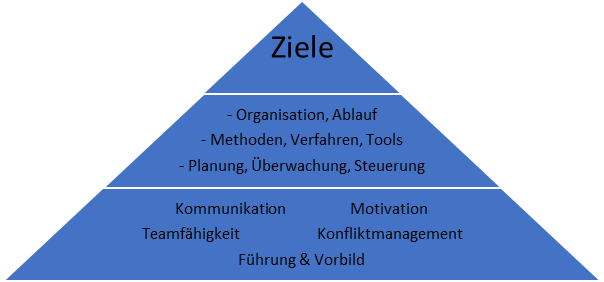 Ziele
- Organisation, Ablauf
- Methoden, Verfahren, Tools
- Planung, Überwachung, Steuerung
Kommunikation Motivation
Teamfähigkeit Konfliktmanagement
Führung & Vorbild